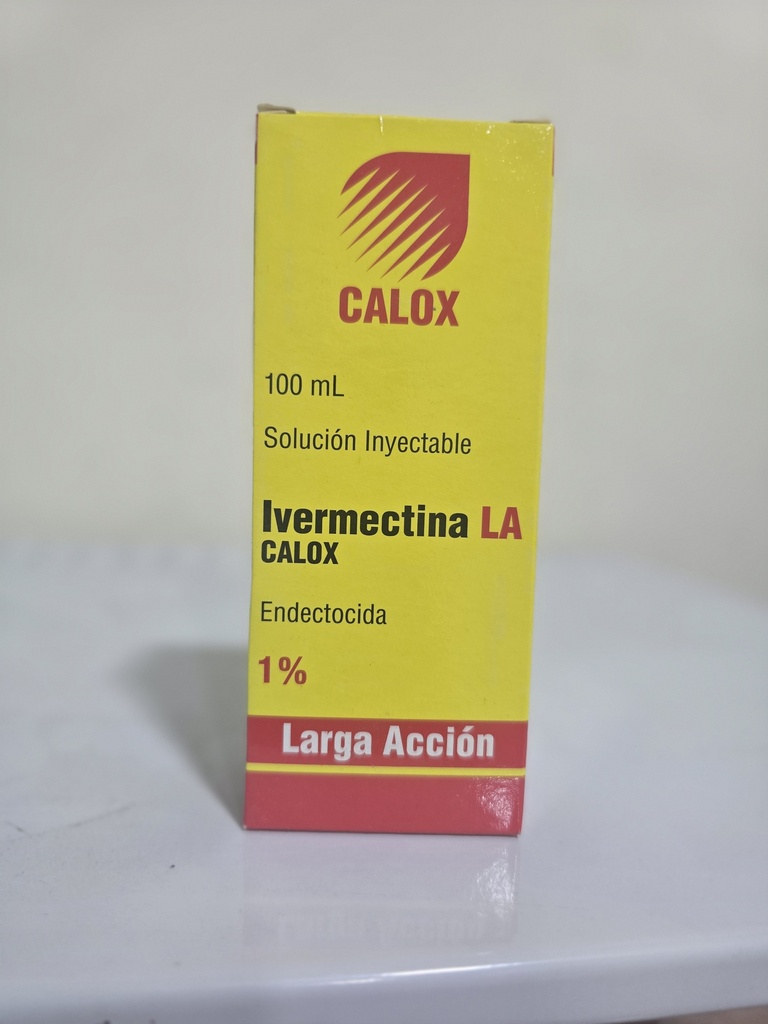 CALOX
100 mL
Solución Inyectable
Ivermectina LA
CALOX
Endectocida
1%
Larga Acción